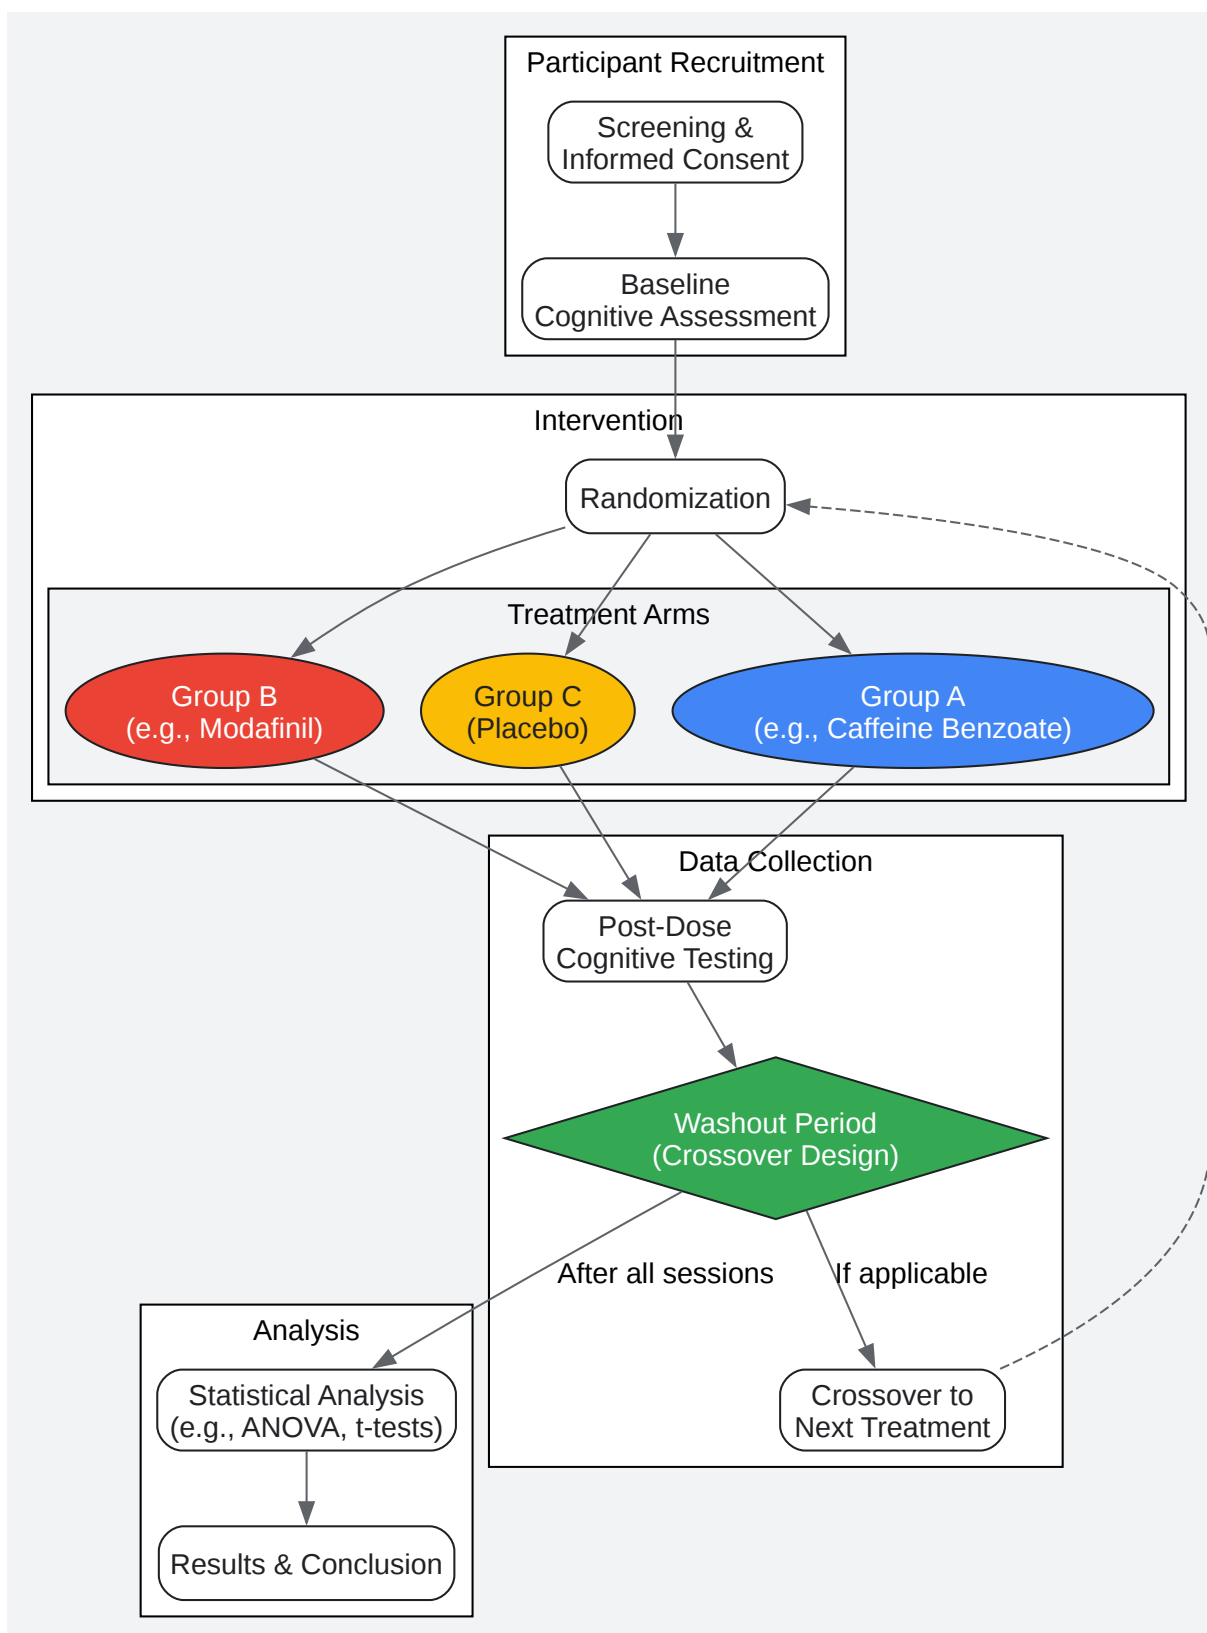 Participant Recruitment
Screening &
Informed Consent
Baseline
Cognitive Assessment
Intervention
Randomization
Treatment Arms
Group B
(e.g., Modafinil)
Group C
(Placebo)
Group A
(e.g., Caffeine Benzoate)
Data Collection
Post-Dose
Cognitive Testing
Washout Period
(Crossover Design)
After all sessions
If applicable
Analysis
Statistical Analysis
(e.g., ANOVA, t-tests)
Crossover to
Next Treatment
Results & Conclusion